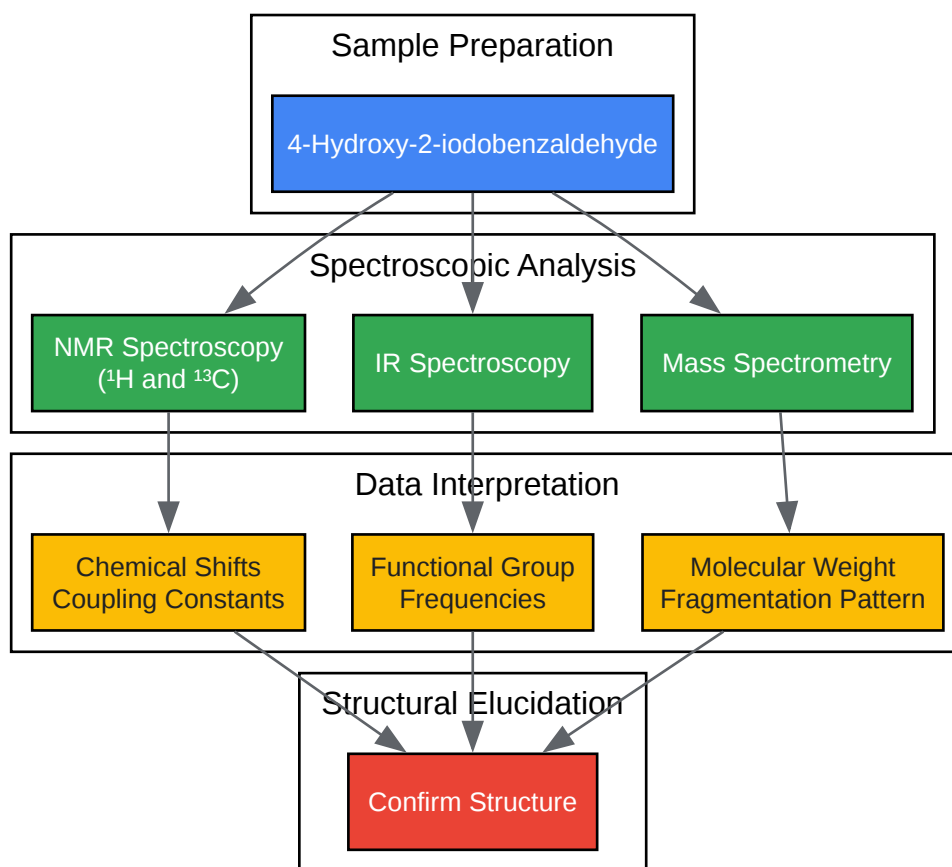 Sample Preparation
4-Hydroxy-2-iodobenzaldehyde
Spectroscopic Analysis
NMR Spectroscopy
(¹H and ¹³C)
IR Spectroscopy
Mass Spectrometry
Data Interpretation
Chemical Shifts
Coupling Constants
Functional Group
Frequencies
Molecular Weight
Fragmentation Pattern
Structural Elucidation
Confirm Structure